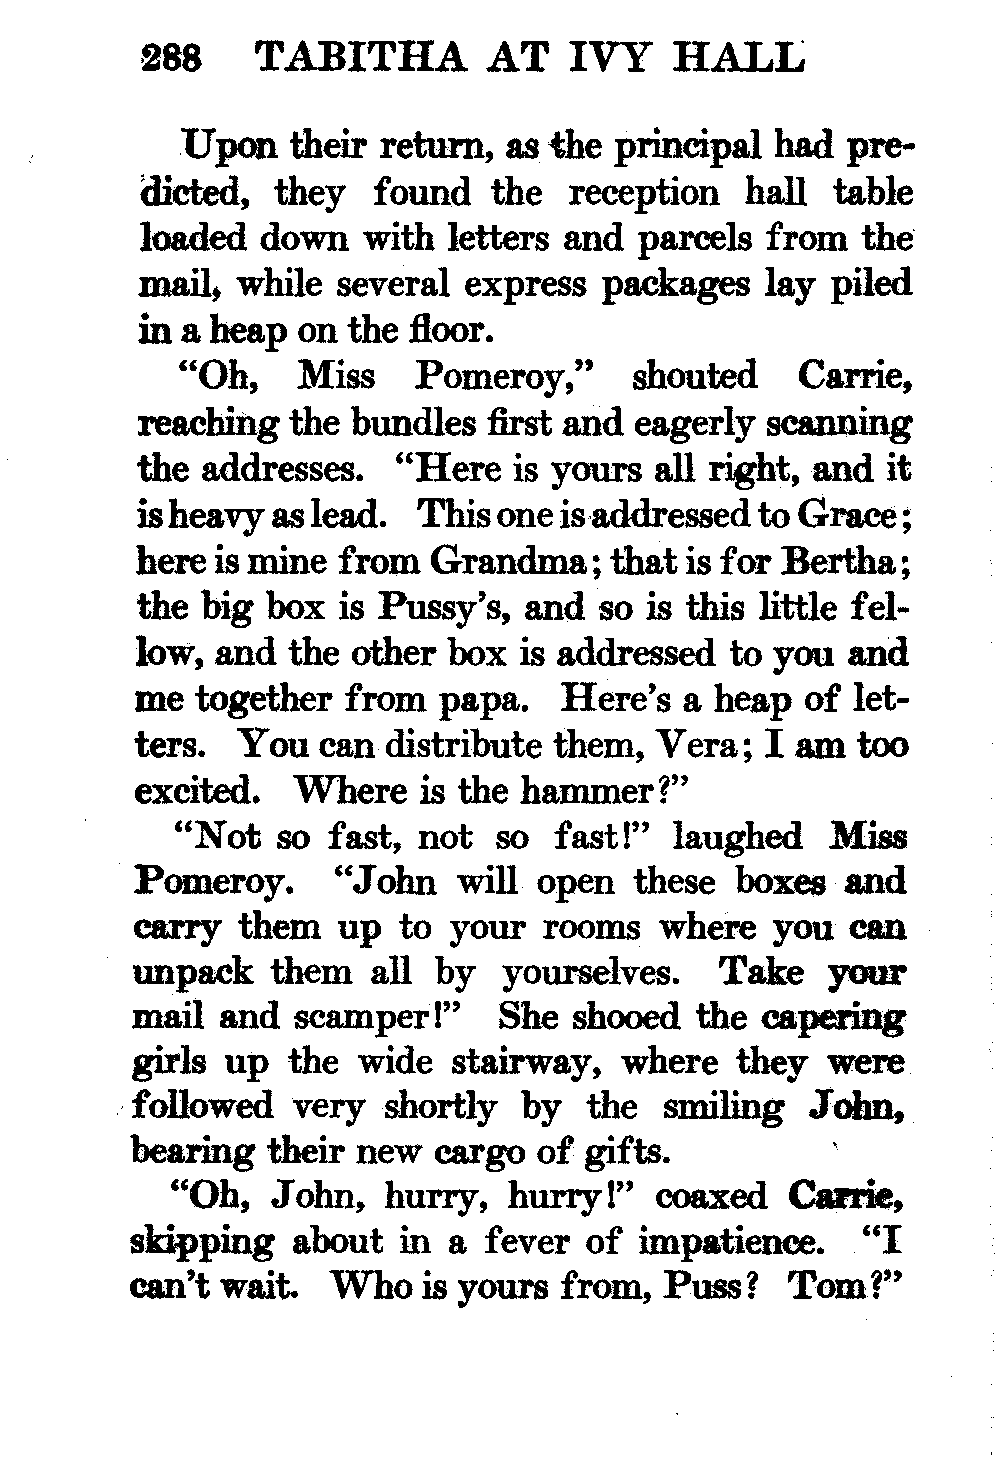 288 TABITHA AT IVY HALL
Upon their return, as the principal had pre-
dicted, they found the reception hall table
loaded down with letters and parcels from the
mail, while several express packages lay piled
in a heap on the floor.
“Oh, Miss Pomeroy,” shouted Carrie,
reaching the bundles first and eagerly scanning
the addresses. “Here is yours all right, and it
is heavy as lead. This one is addressed to Grace;
here is mine from Grandma; that is for Bertha;
the big box is Pussy’s, and so is this little fel-
low, and the other box is addressed to you and
me together from papa. Here’s a heap of let-
ters. You can distribute them, Vera; I am too
excited. Where is the hammer?”
“Not so fast, not so fast!” laughed Miss
Pomeroy. “John will open these boxes and
carry them up to your rooms where you can
unpack them all by yourselves. Take your
mail and scamper!” She shooed the capering
girls up the wide stairway, where they were
followed very shortly by the smiling John,
bearing their new cargo of gifts.
“Oh, John, hurry, hurry!” coaxed Carrie,
skipping about in a fever of impatience. “I
can’t wait. Who is yours from, Puss? Tom?”